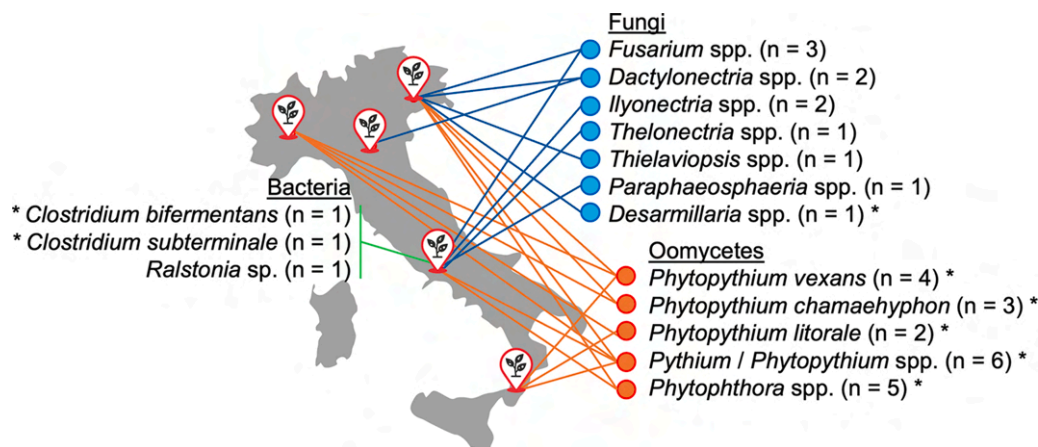 Fungi
Fusarium spp. (n = 3)
Dactylonectria spp. (n = 2)
Ilyonectria spp. (n = 2)
Thelonectria spp. (n = 1)
Thielaviopsis spp. (n = 1)
Paraphaeosphaeria spp. (n = 1)
Desarmillaria spp. (n = 1) *
Bacteria
* Clostridium bifermentans (n = 1)
* Clostridium subterminale (n = 1)
Ralstonia sp. (n = 1)
Oomycetes
Phytopythium vexans (n = 4) *
Phytopythium chamaehyphon (n = 3) *
Phytopythium litorale (n = 2) *
Pythium / Phytopythium spp. (n = 6) *
Phytophthora spp. (n = 5) *